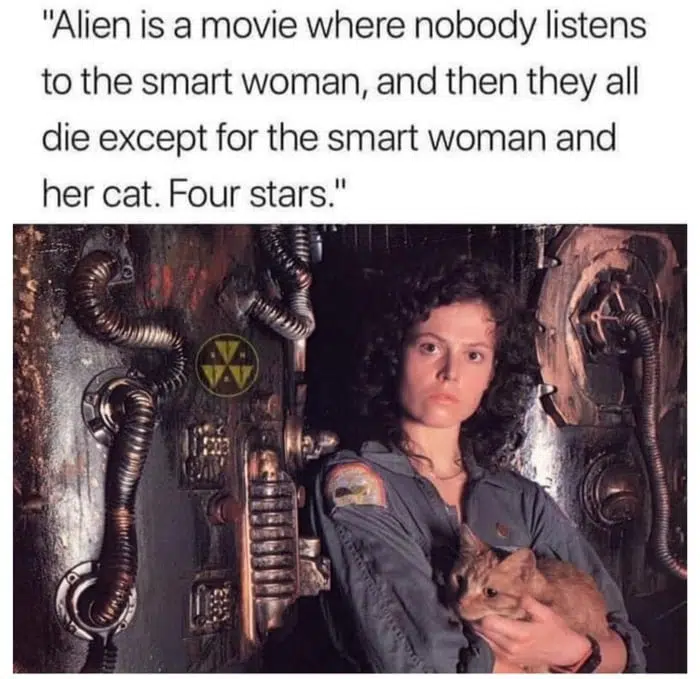 "Alien is a movie where nobody listens
to the smart woman, and then they all
die except for the smart woman and
her cat. Four stars."